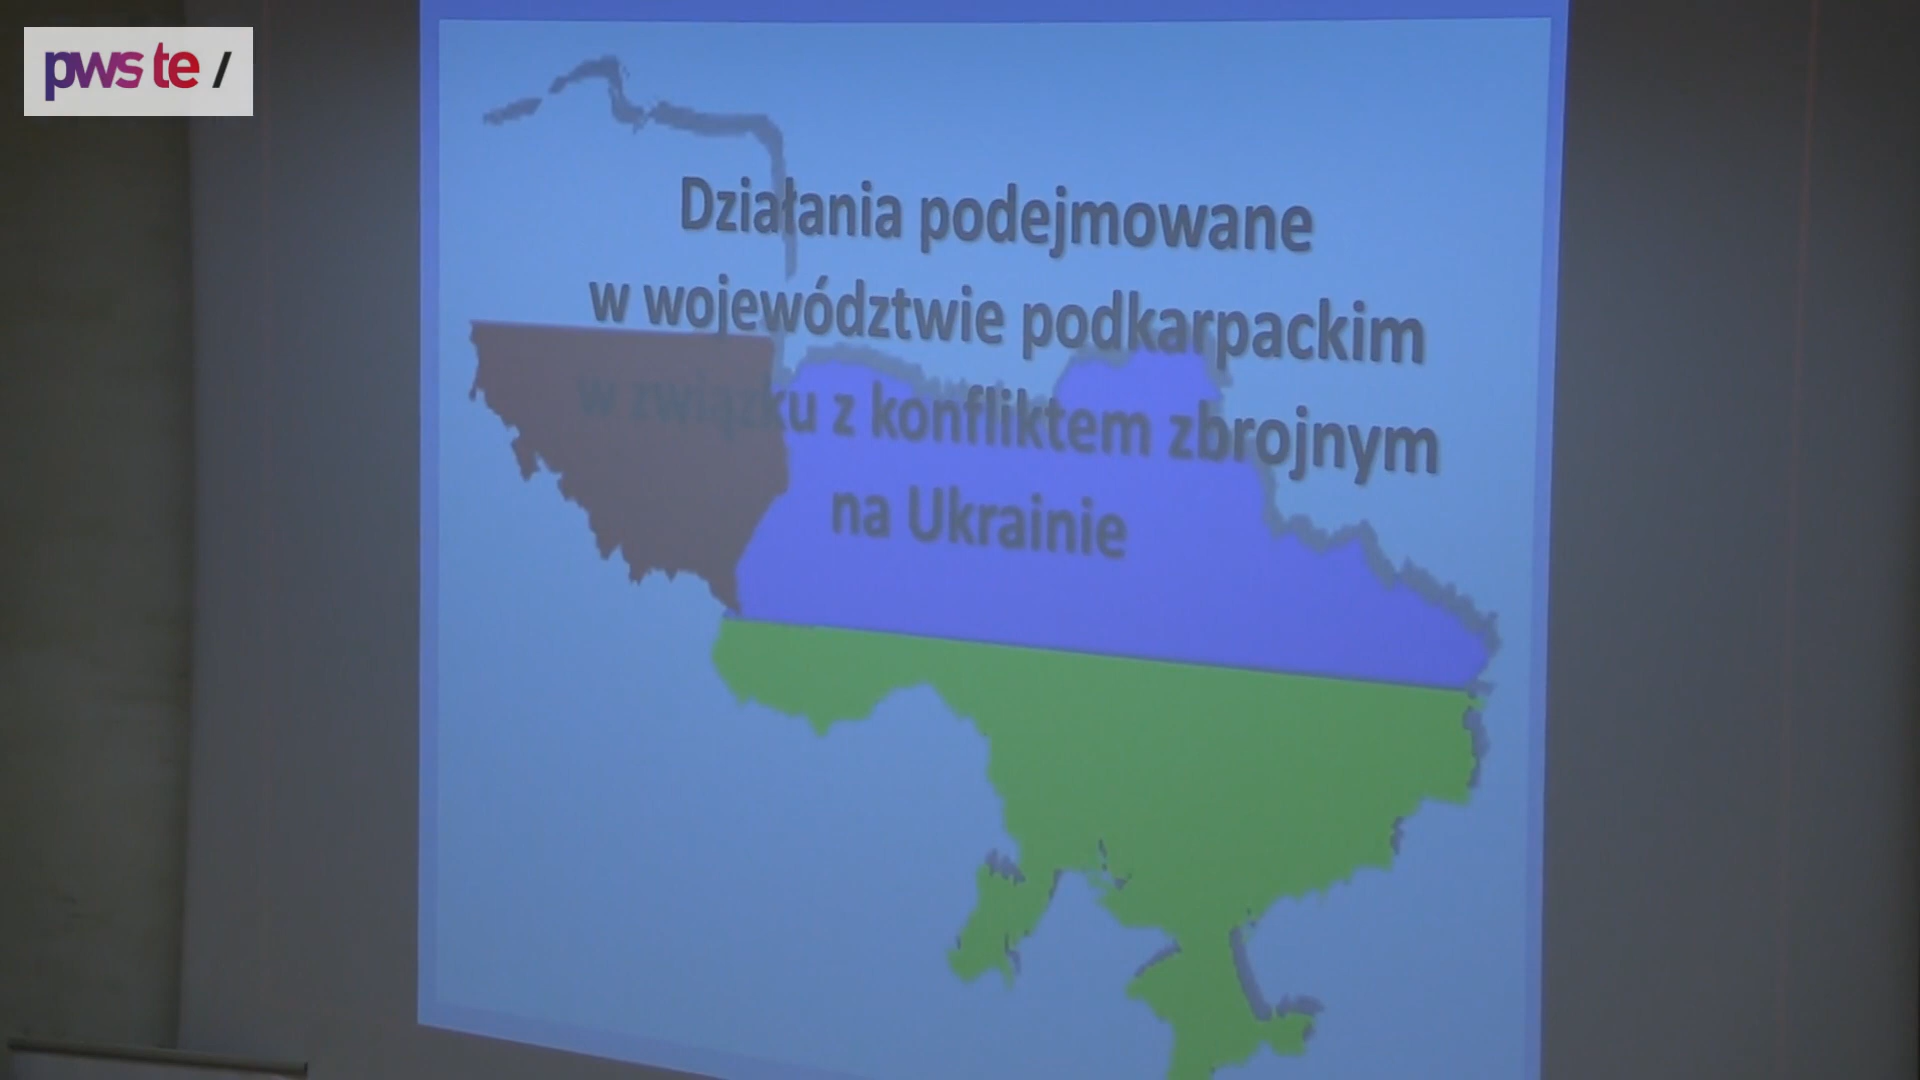 pwste/
Działania podejmowane
w województwie podkarpackim
w związku z konfliktem zbrojnym
na Ukrainie